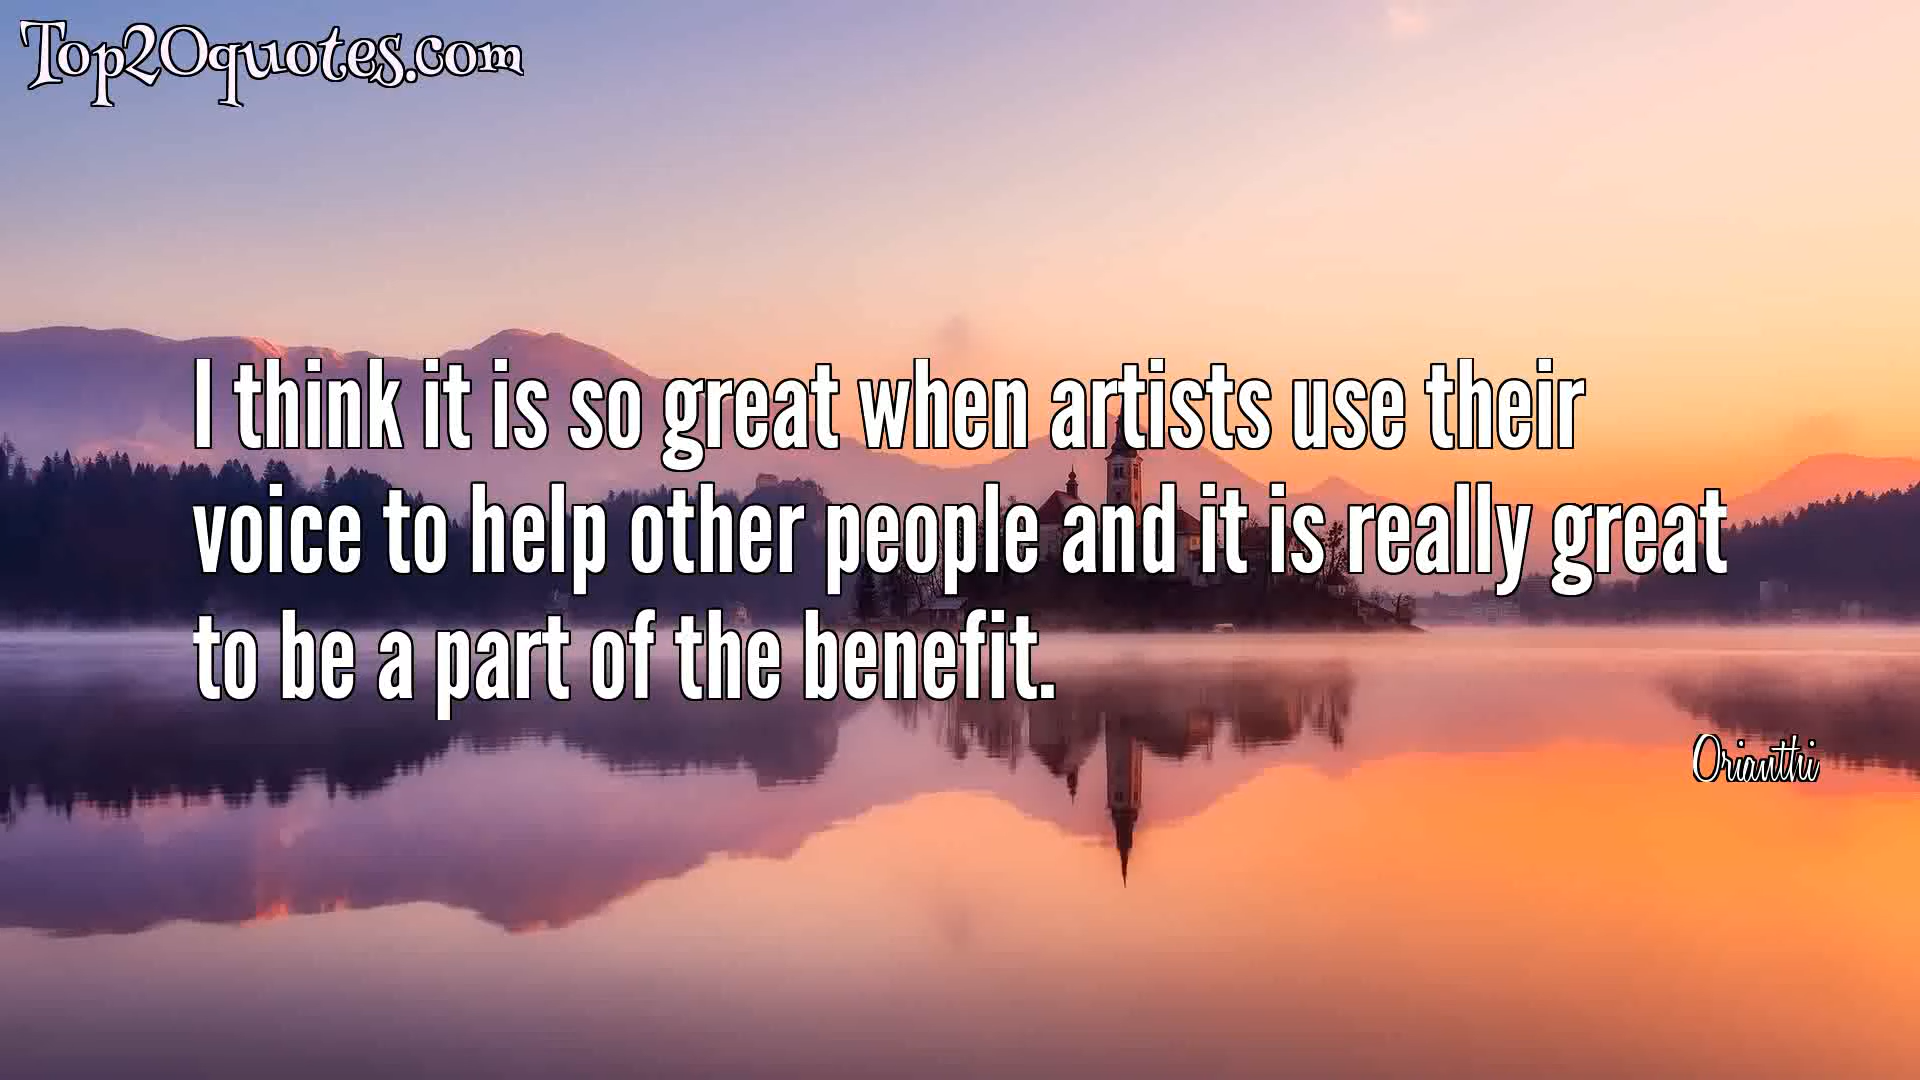 Top20quotes.com
I think it is so great when artists use their
voice to help other people and it is really great
to be a part of the benefit.
Orianthi